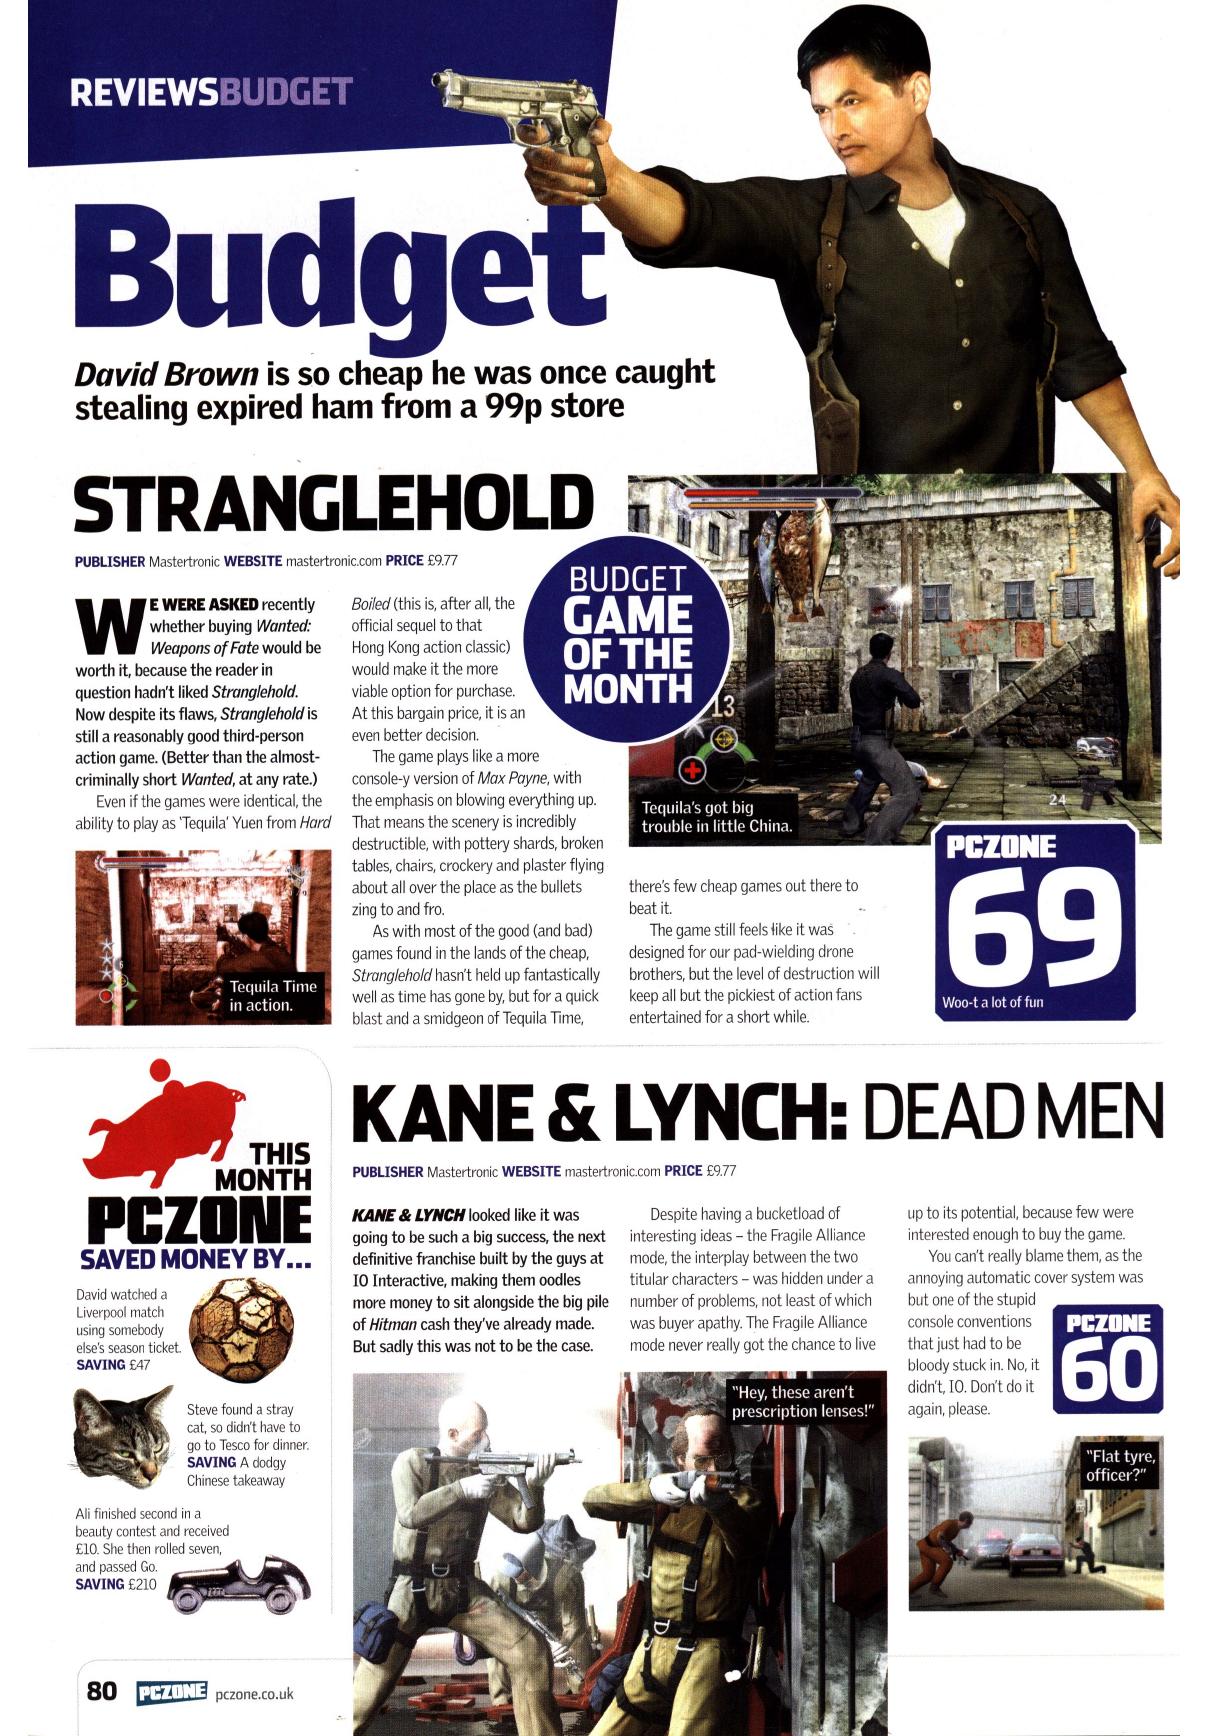 REVIEWSBUDGET
Budget
David Brown is so cheap he was once caught
stealing expired ham from a 99p store
STRANGLEHOLD
PUBLISHER Mastertronic WEBSITE mastertronic.com PRICE £9.77
WE WERE ASKED recently
whether buying Wanted:
Weapons of Fate would be
worth it, because the reader in
question hadn't liked Stranglehold.
Now despite its flaws, Stranglehold is
still a reasonably good third-person
action game. (Better than the almost-
criminally short Wanted, at any rate.)
Even if the games were identical, the
ability to play as 'Tequila' Yuen from Hard
Tequila Time
in action.
Boiled (this is, after all, the
official sequel to that
Hong Kong action classic)
would make it the more
viable option for purchase.
At this bargain price, it is an
even better decision.
The game plays like a more
console-y version of Max Payne, with
the emphasis on blowing everything up.
That means the scenery is incredibly
destructible, with pottery shards, broken
tables, chairs, crockery and plaster flying
about all over the place as the bullets
zing to and fro.
As with most of the good (and bad)
games found in the lands of the cheap,
Stranglehold hasn't held up fantastically
well as time has gone by, but for a quick
blast and a smidgeon of Tequila Time,
BUDGET
GAME
OF THE
MONTH
13
24
Tequila's got big
trouble in little China.
there's few cheap games out there to
beat it.
The game still feels like it was
designed for our pad-wielding drone
brothers, but the level of destruction will
keep all but the pickiest of action fans
entertained for a short while.
PCZONE
69
Woo-t a lot of fun
THIS
MONTH
PCZONE
SAVED MONEY BY...
David watched a
Liverpool match
using somebody
else's season ticket.
SAVING £47
Steve found a stray
cat, so didn't have to
go to Tesco for dinner.
SAVING A dodgy
Chinese takeaway
Ali finished second in a
beauty contest and received
£10. She then rolled seven,
and passed Go.
SAVING £210
KANE & LYNCH: DEAD MEN
PUBLISHER Mastertronic WEBSITE mastertronic.com PRICE £9.77
KANE & LYNCH looked like it was
going to be such a big success, the next
definitive franchise built by the guys at
IO Interactive, making them oodles
more money to sit alongside the big pile
of Hitman cash they've already made.
But sadly this was not to be the case.
Despite having a bucketload of
interesting ideas – the Fragile Alliance
mode, the interplay between the two
titular characters – was hidden under a
number of problems, not least of which
was buyer apathy. The Fragile Alliance
mode never really got the chance to live
up to its potential, because few were
interested enough to buy the game.
You can't really blame them, as the
annoying automatic cover system was
but one of the stupid
console conventions
that just had to be
bloody stuck in. No, it
didn't, IO. Don't do it
again, please.
PCZONE
60
"Hey, these aren't
prescription lenses!"
"Flat tyre,
officer?"
80 PCZONE pczone.co.uk